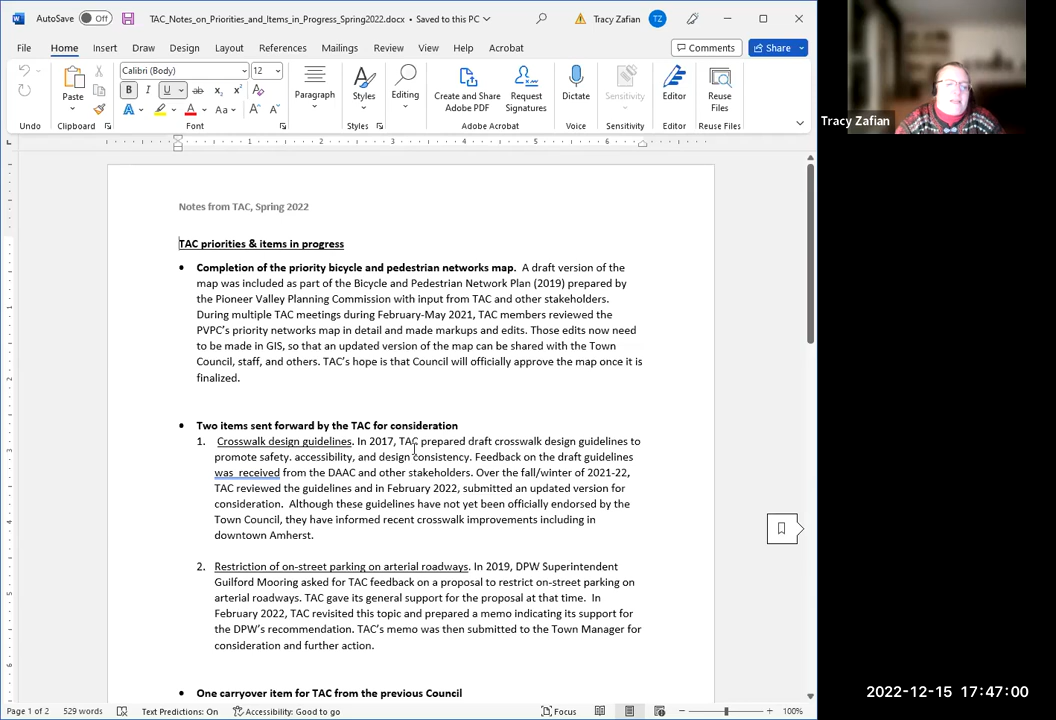 AutoSave Off TAC_Notes_on_Priorities_and_Items_in_Progress_Spring2022.docx • Saved to this PC Tracy Zafian TZ
File Home Insert Draw Design Layout References Mailings Review View Help Acrobat Comments Share
Calibri (Body) 12
Paste
B I U ab x₂ x²
A A Aa A A
Paragraph
Styles
Editing
Create and Share
Adobe PDF
Request
Signatures
Dictate
Sensitivity
Editor
Reuse
Files
Undo Clipboard Font Styles Adobe Acrobat Voice Sensitivity Editor Reuse Files
1 2 3 4 5 6
Tracy Zafian
Notes from TAC, Spring 2022
TAC priorities & items in progress
• Completion of the priority bicycle and pedestrian networks map. A draft version of the
map was included as part of the Bicycle and Pedestrian Network Plan (2019) prepared by
the Pioneer Valley Planning Commission with input from TAC and other stakeholders.
During multiple TAC meetings during February-May 2021, TAC members reviewed the
PVPC's priority networks map in detail and made markups and edits. Those edits now need
to be made in GIS, so that an updated version of the map can be shared with the Town
Council, staff, and others. TAC's hope is that Council will officially approve the map once it is
finalized.
• Two items sent forward by the TAC for consideration
1. Crosswalk design guidelines. In 2017, TAC prepared draft crosswalk design guidelines to
promote safety. accessibility, and design consistency. Feedback on the draft guidelines
was received from the DAAC and other stakeholders. Over the fall/winter of 2021-22,
TAC reviewed the guidelines and in February 2022, submitted an updated version for
consideration. Although these guidelines have not yet been officially endorsed by the
Town Council, they have informed recent crosswalk improvements including in
downtown Amherst.
2. Restriction of on-street parking on arterial roadways. In 2019, DPW Superintendent
Guilford Mooring asked for TAC feedback on a proposal to restrict on-street parking on
arterial roadways. TAC gave its general support for the proposal at that time. In
February 2022, TAC revisited this topic and prepared a memo indicating its support for
the DPW's recommendation. TAC's memo was then submitted to the Town Manager for
consideration and further action.
• One carryover item for TAC from the previous Council
1
2
3
4
5
6
Page 1 of 2 529 words Text Predictions: On Accessibility: Good to go Focus 100%
2022-12-15 17:47:00